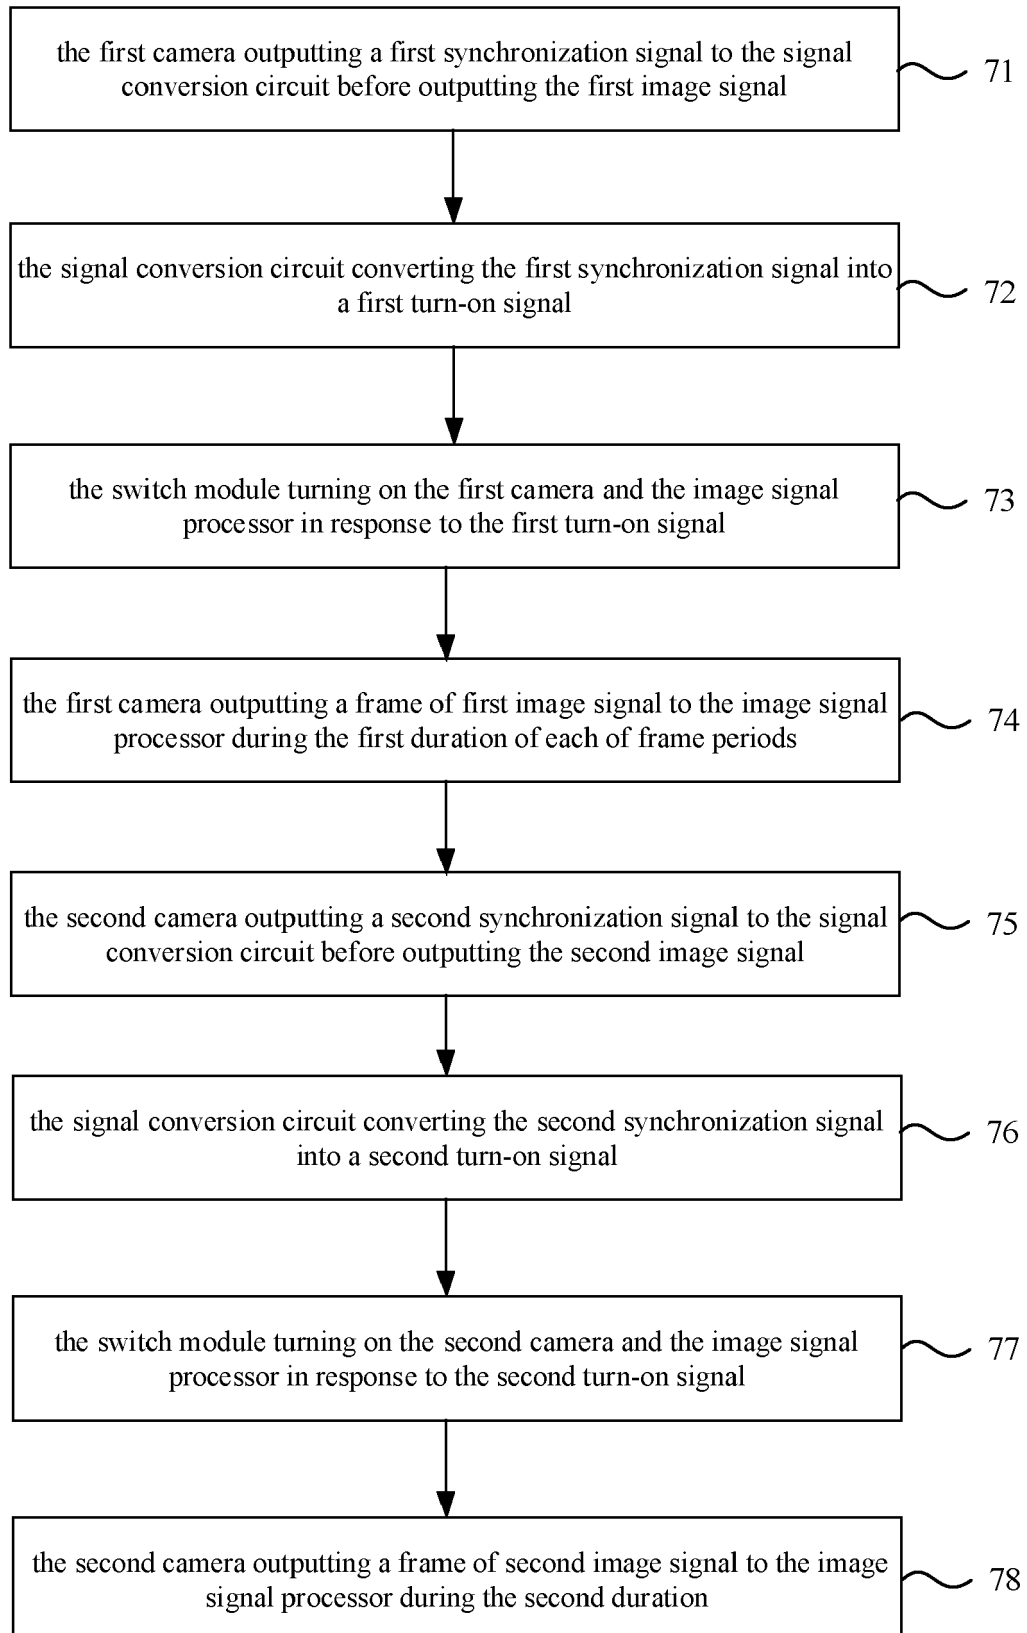 the first camera outputting a first synchronization signal to the signal
conversion circuit before outputting the first image signal
71
the signal conversion circuit converting the first synchronization signal into
a first turn-on signal
72
the switch module turning on the first camera and the image signal
processor in response to the first turn-on signal
73
the first camera outputting a frame of first image signal to the image signal
processor during the first duration of each of frame periods
74
the second camera outputting a second synchronization signal to the signal
conversion circuit before outputting the second image signal
75
the signal conversion circuit converting the second synchronization signal
into a second turn-on signal
76
the switch module turning on the second camera and the image signal
processor in response to the second turn-on signal
77
the second camera outputting a frame of second image signal to the image
signal processor during the second duration
78